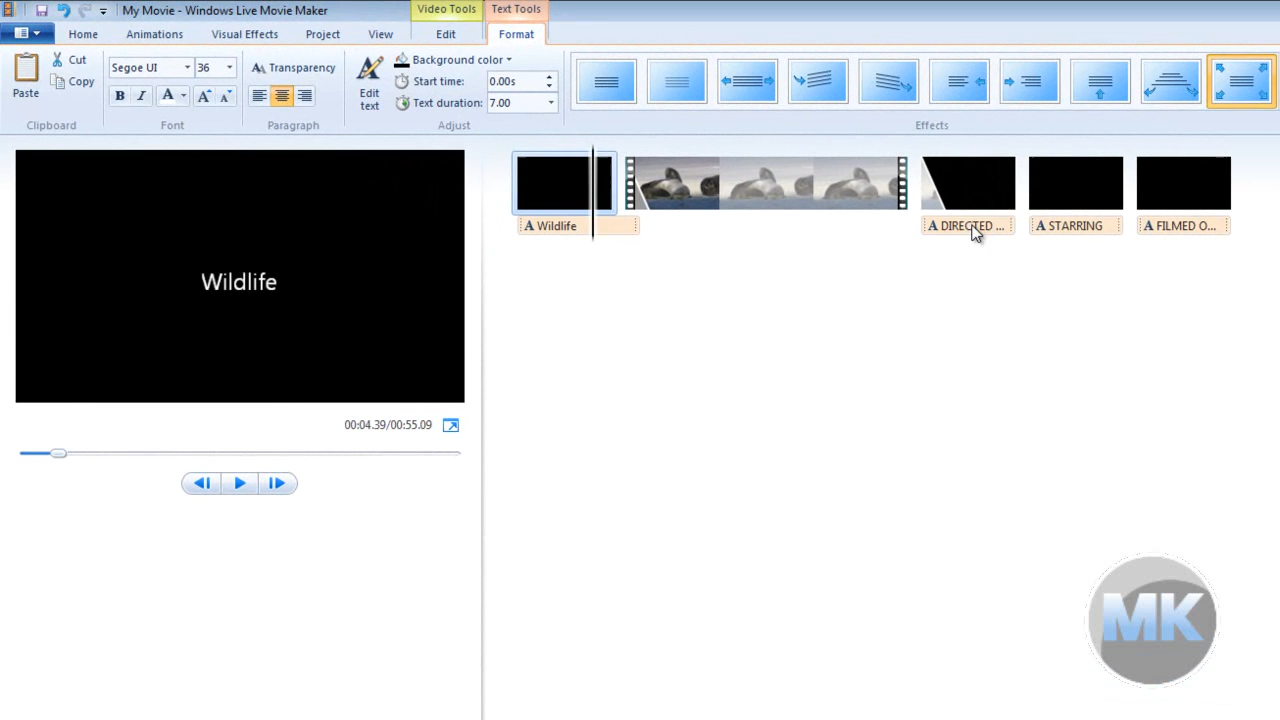 My Movie - Windows Live Movie Maker
Video Tools
Text Tools
Home
Animations
Visual Effects
Project
View
Edit
Format
Paste
Cut
Copy
Clipboard
Segoe UI
36
B I A A A
Font
AA Transparency
Paragraph
Edit text
Background color
Start time: 0.00s
Text duration: 7.00
Adjust
Effects
Wildlife
00:04.39/00:55.09
A Wildlife
A DIRECTED ...
A STARRING
A FILMED O...
MK